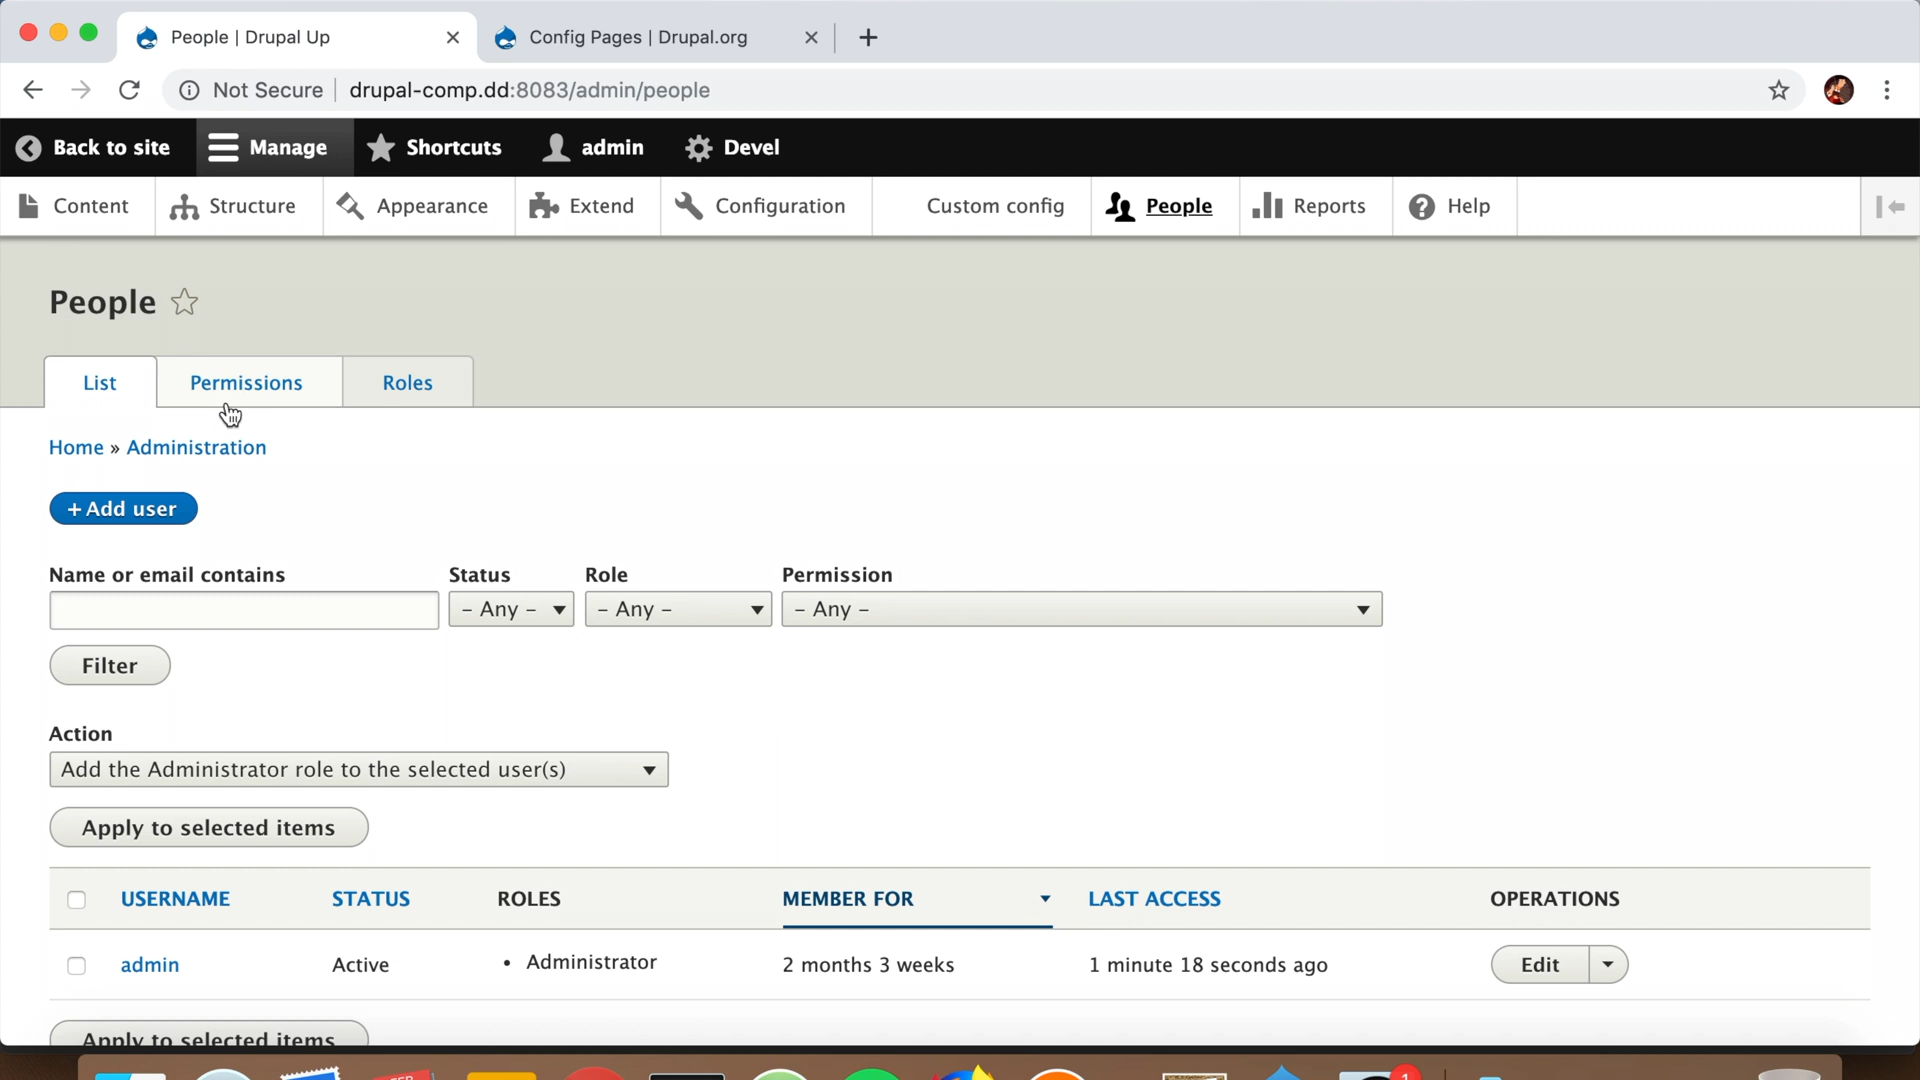 People | Drupal Up
Config Pages | Drupal.org
Not Secure drupal-comp.dd:8083/admin/people
Back to site Manage Shortcuts admin Devel
Content Structure Appearance Extend Configuration Custom config People Reports Help
People
List Permissions Roles
Home » Administration
+ Add user
Name or email contains Status Role Permission
- Any - - Any - - Any -
Filter
Action
Add the Administrator role to the selected user(s)
Apply to selected items
USERNAME STATUS ROLES MEMBER FOR LAST ACCESS OPERATIONS
admin Active • Administrator 2 months 3 weeks 1 minute 18 seconds ago Edit
Apply to selected items
1